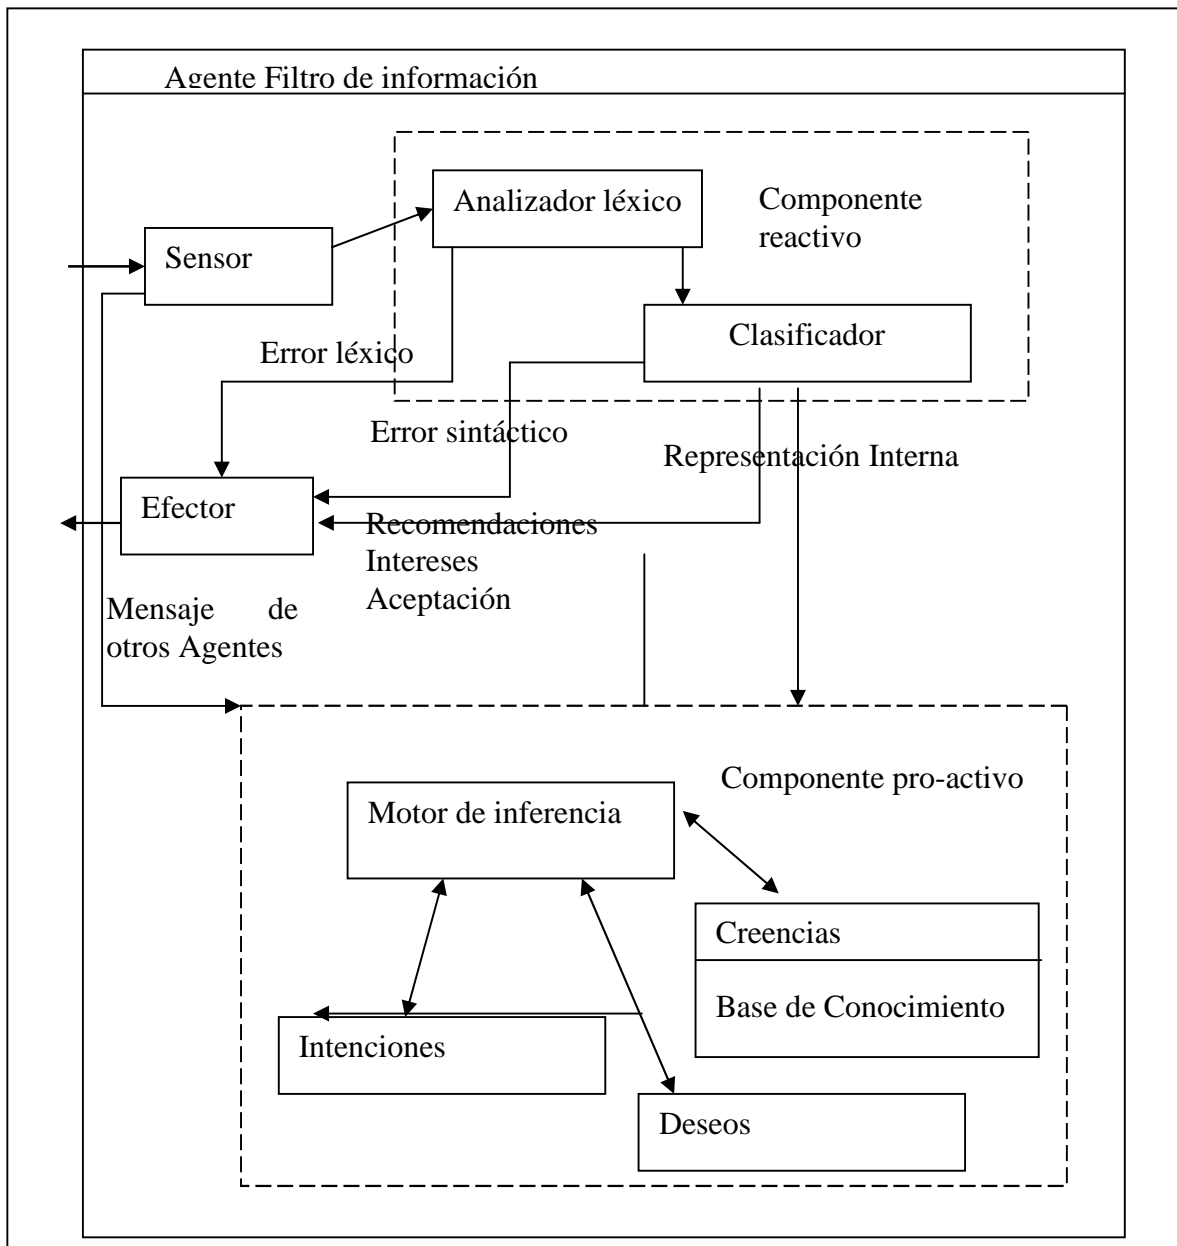 Agente Filtro de información
Analizador léxico
Componente
reactivo
Sensor
Clasificador
Error léxico
Error sintáctico
Representación Interna
Efector
Recomendaciones
Intereses
Aceptación
Mensaje de
otros Agentes
Componente pro-activo
Motor de inferencia
Creencias
Base de Conocimiento
Intenciones
Deseos